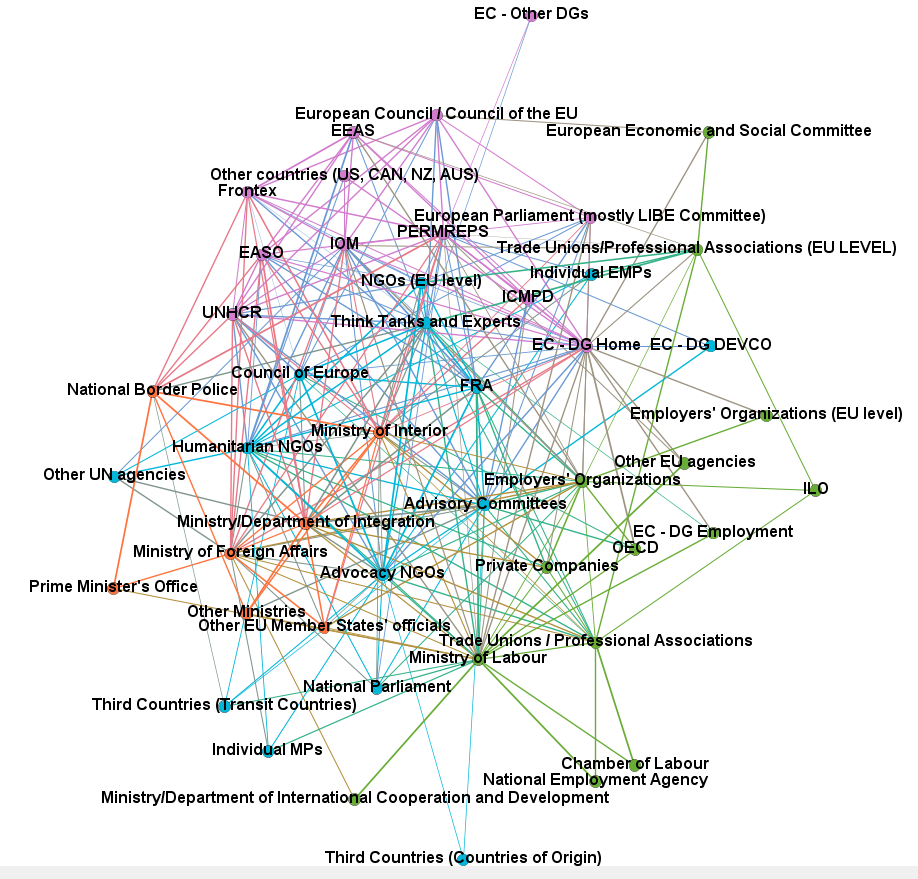 EC - Other DGs
European Council / Council of the EU
EEAS
European Economic and Social Committee
Other countries (US, CAN, NZ, AUS)
Frontex
European Parliament (mostly LIBE Committee)
PERMREPS
IOM
EASO
Trade Unions/Professional Associations (EU LEVEL)
Individual EMPs
NGOs (EU level)
ICMPD
UNHCR
Think Tanks and Experts
EC - DG Home
EC - DG DEVCO
Council of Europe
FRA
National Border Police
Employers' Organizations (EU level)
Ministry of Interior
Humanitarian NGOs
Other EU agencies
Other UN agencies
Employers' Organizations
ILO
Advisory Committees
Ministry/Department of Integration
EC - DG Employment
OECD
Ministry of Foreign Affairs
Private Companies
Advocacy NGOs
Prime Minister's Office
Other Ministries
Other EU Member States' officials
Trade Unions / Professional Associations
Ministry of Labour
National Parliament
Third Countries (Transit Countries)
Individual MPs
Chamber of Labour
National Employment Agency
Ministry/Department of International Cooperation and Development
Third Countries (Countries of Origin)